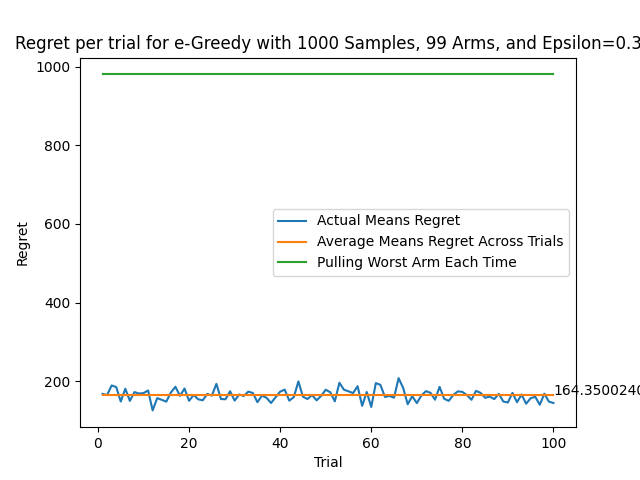 Regret per trial for e-Greedy with 1000 Samples, 99 Arms, and Epsilon=0.3
1000
800
600
400
200
Regret
Actual Means Regret
Average Means Regret Across Trials
Pulling Worst Arm Each Time
164.3500240
0
20
40
60
80
100
Trial